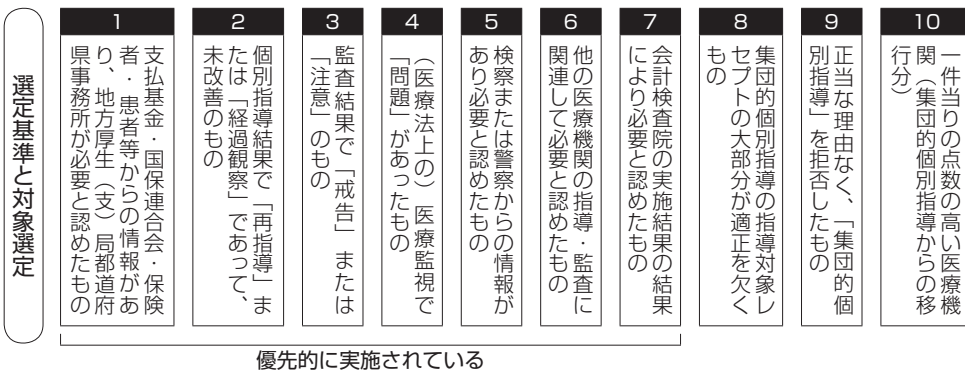 選定基準と対象選定
1
支払基金・国保連合会・保険
者・患者等からの情報があ
り、地方厚生（支）局都道府
県事務所が必要と認めたもの
2
個別指導結果で「再指導」ま
たは「経過観察」であって、
未改善のもの
3
監査結果で「戒告」または
「注意」のもの
4
（医療法上の）医療監視で
「問題」があったもの
5
検察または警察からの情報が
あり必要と認めたもの
6
他の医療機関の指導・監査に
関連して必要と認めたもの
7
会計検査院の実施結果の結果
により必要と認めたもの
8
集団的個別指導の指導対象レ
セプトの大部分が適正を欠く
もの
9
正当な理由なく、「集団的個
別指導」を拒否したもの
10
一件当りの点数の高い医療機
関（集団的個別指導からの移
行分）
優先的に実施されている